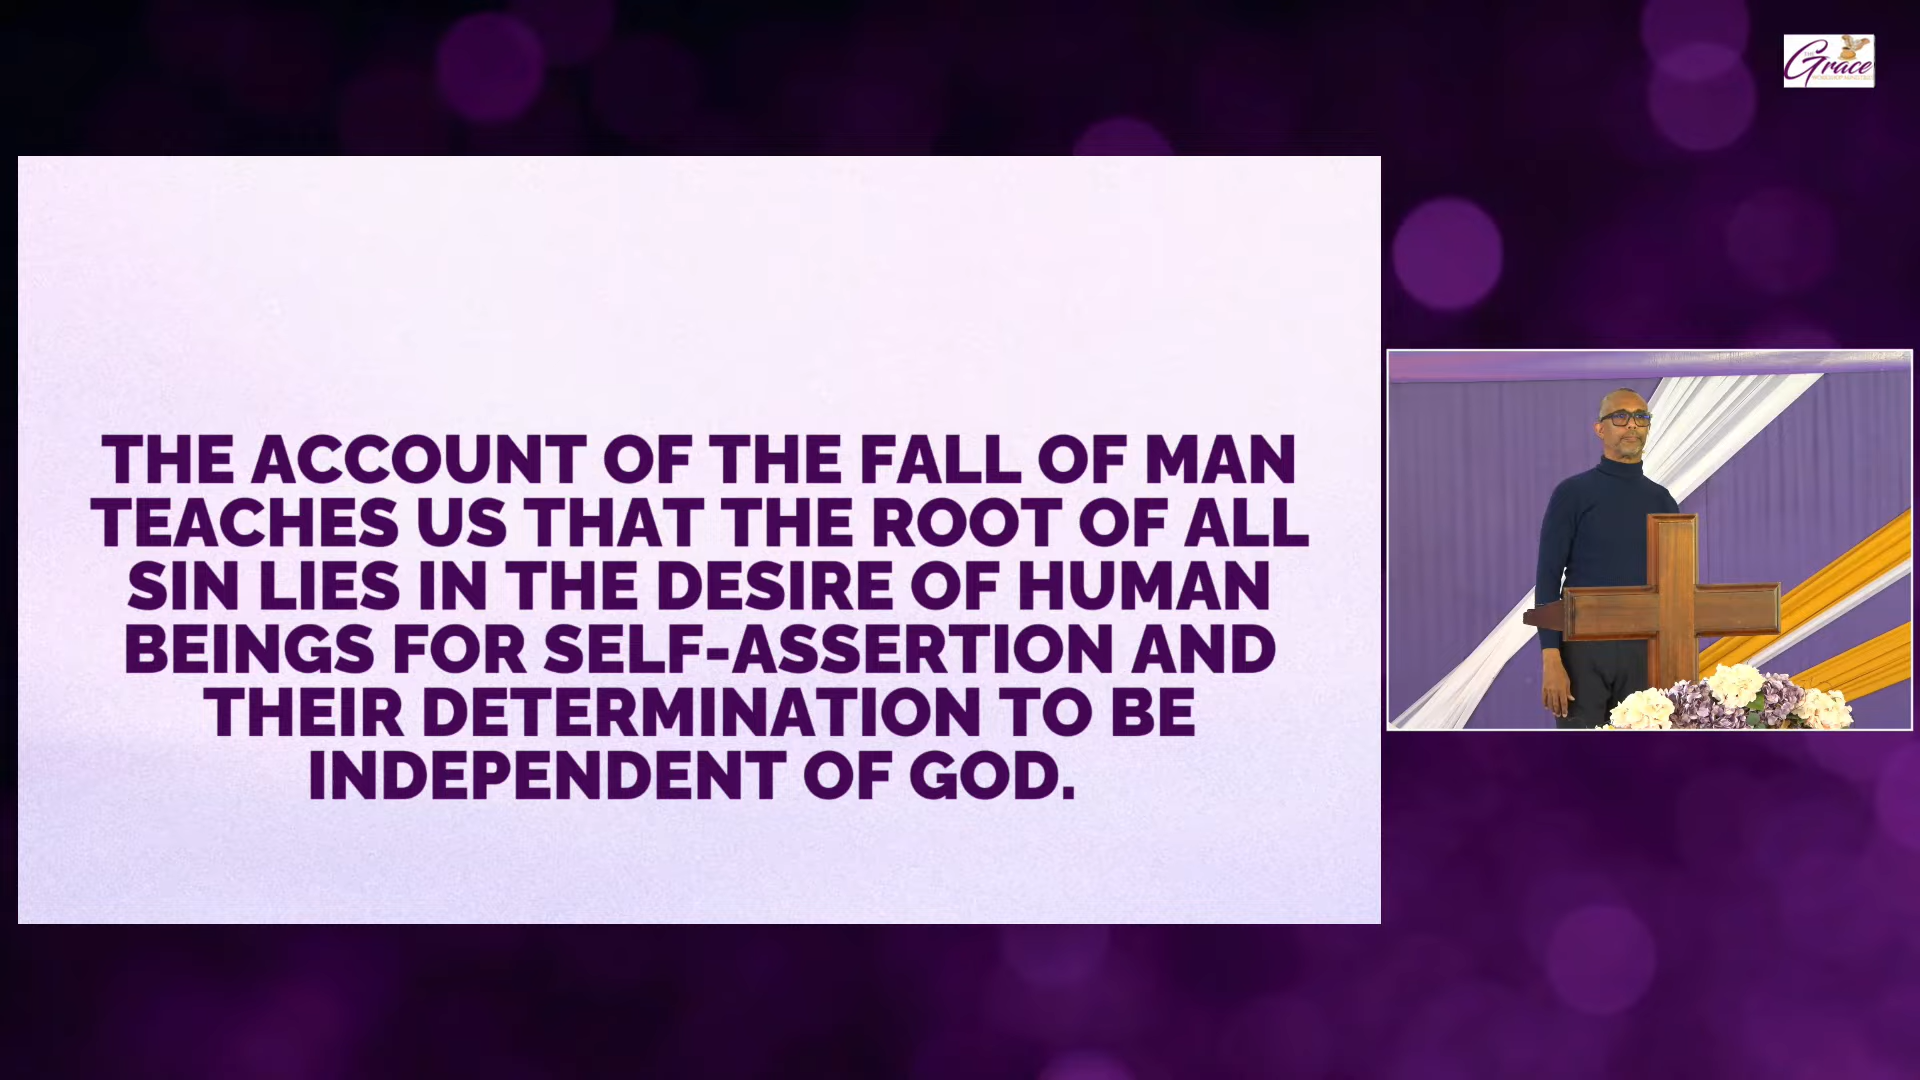 THE
Grace
THE ACCOUNT OF THE FALL OF MAN
TEACHES US THAT THE ROOT OF ALL
SIN LIES IN THE DESIRE OF HUMAN
BEINGS FOR SELF-ASSERTION AND
THEIR DETERMINATION TO BE
INDEPENDENT OF GOD.